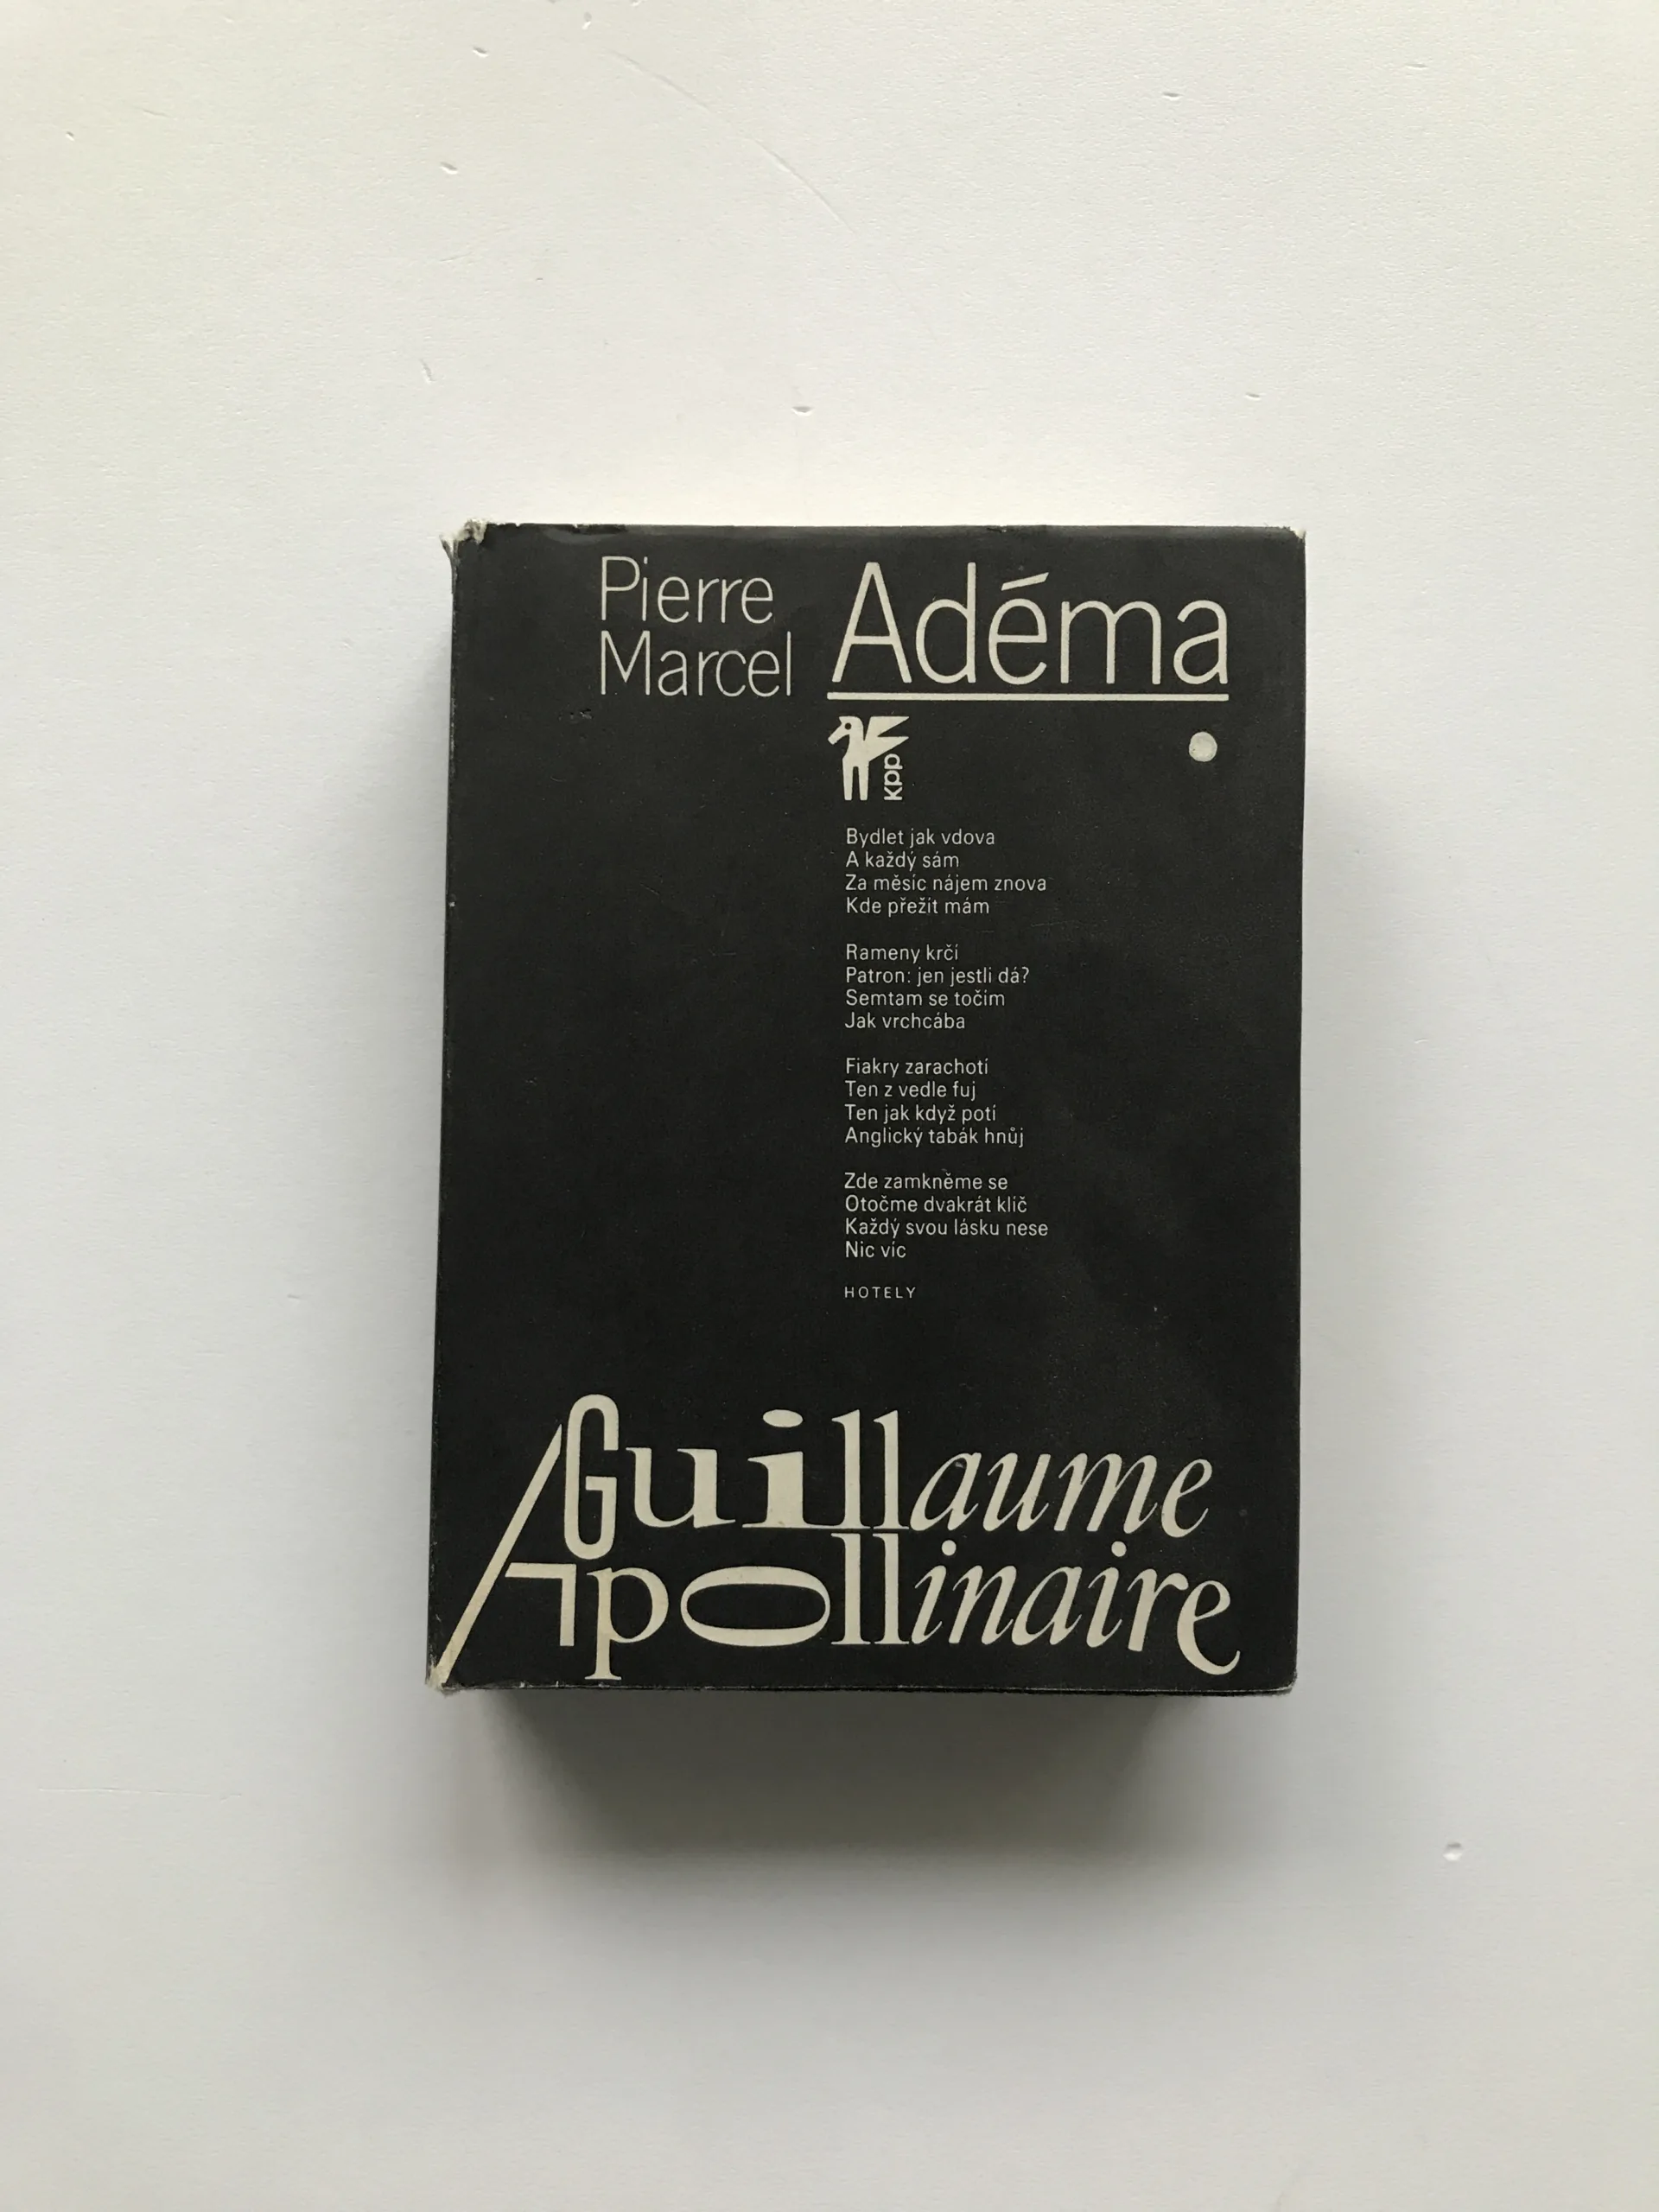 Pierre
Marcel
Adéma
kpp
Bydlet jak vdova
A každý sám
Za měsíc nájem znova
Kde přežít mám
Rameny krčí
Patron: jen jestli dá?
Semtam se točím
Jak vrchcába
Fiakry zarachotí
Ten z vedle fuj
Ten jak když potí
Anglický tabák hnůj
Zde zamkněme se
Otočme dvakrát klíč
Každý svou lásku nese
Nic víc
HOTELY
Guillaume
Apollinaire